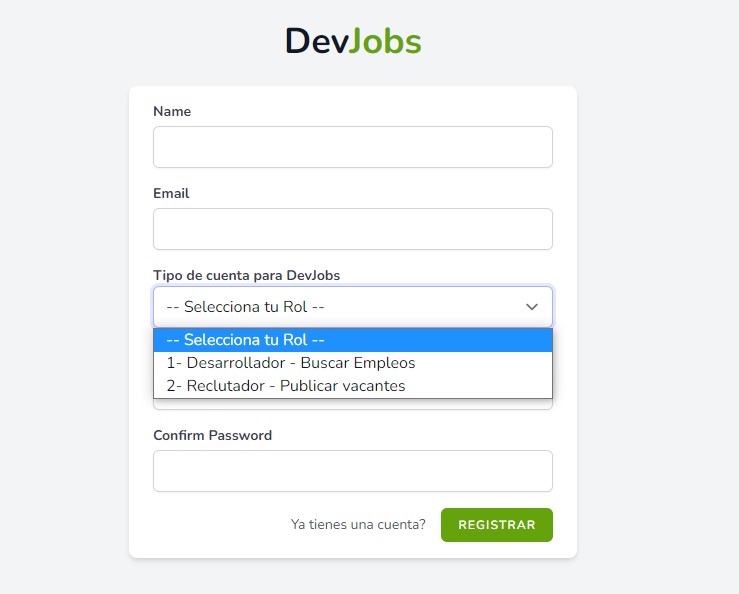 DevJobs
Name
Email
Tipo de cuenta para DevJobs
-- Selecciona tu Rol --
-- Selecciona tu Rol --
1- Desarrollador - Buscar Empleos
2- Reclutador - Publicar vacantes
Confirm Password
Ya tienes una cuenta? REGISTRAR